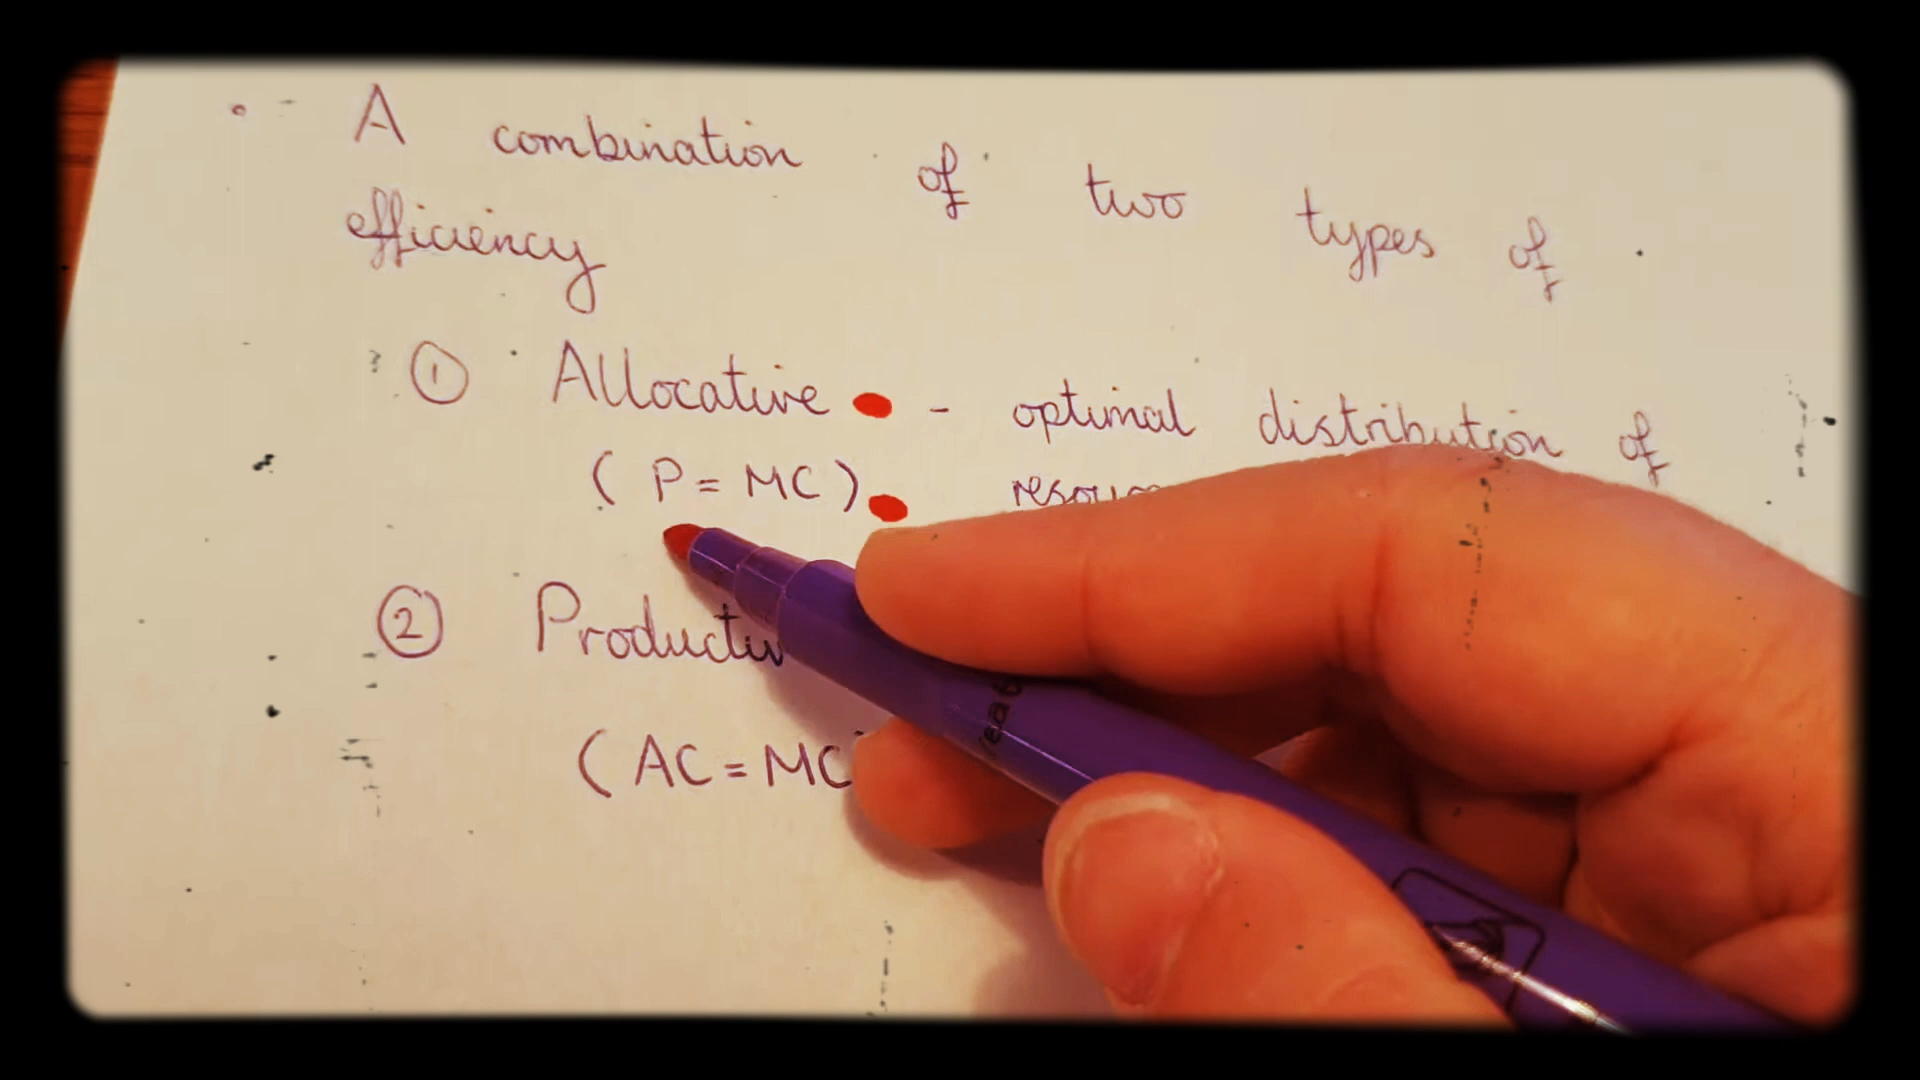 A combination of two types of
efficiency
① Allocative - optimal distribution of
(P = MC)
② Productiv
(AC = MC